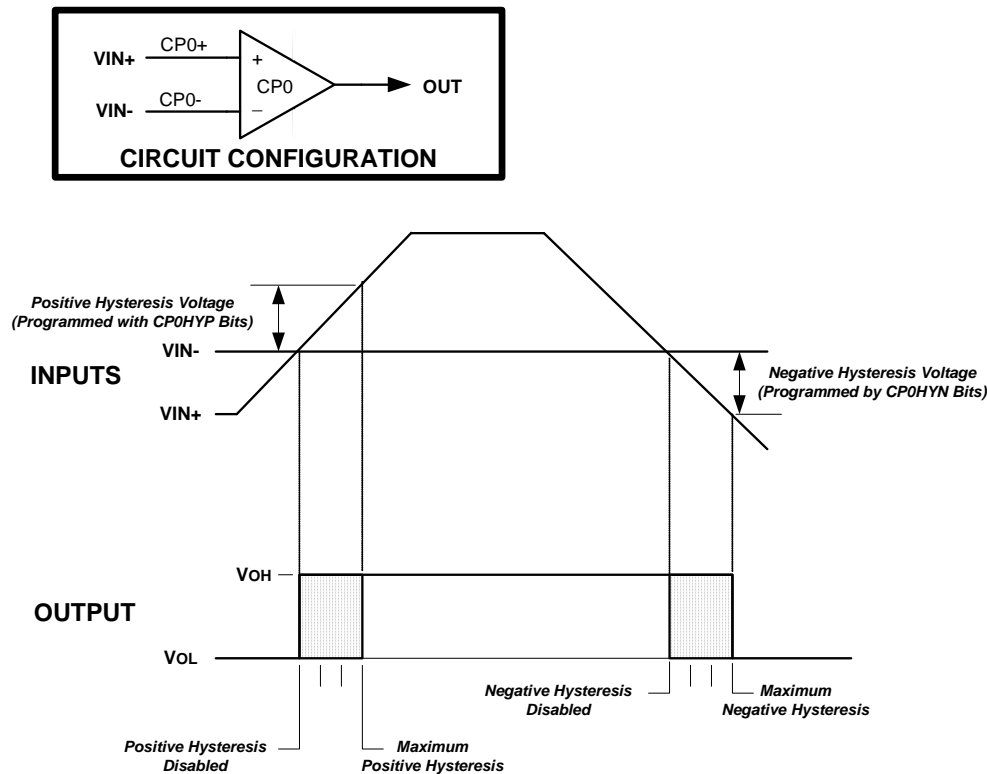 VIN+
CP0+
+
CP0
OUT
VIN-
CP0-
_
CIRCUIT CONFIGURATION
Positive Hysteresis Voltage
(Programmed with CP0HYP Bits)
VIN-
INPUTS
Negative Hysteresis Voltage
(Programmed by CP0HYN Bits)
VIN+
VOH
OUTPUT
VOL
Negative Hysteresis
Disabled
Maximum
Negative Hysteresis
Positive Hysteresis
Disabled
Maximum
Positive Hysteresis